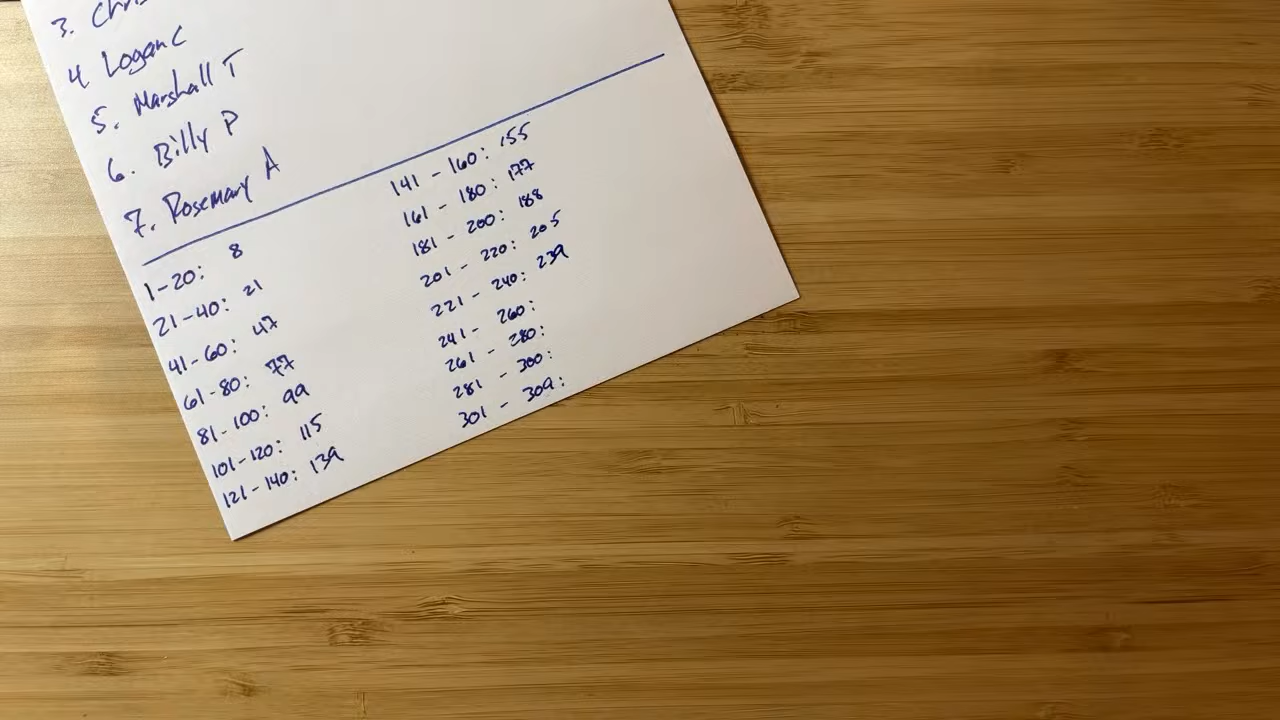 3. Chris
4. Logan C
5. Marshall T
6. Billy P
7. Rosemary A
1-20: 8
21-40: 21
41-60: 47
61-80: 77
81-100: 99
101-120: 115
121-140: 139
141 - 160: 155
161 - 180: 177
181 - 200: 188
201 - 220: 205
221 - 240: 239
241 - 260:
261 - 280:
281 - 300:
301 - 309: